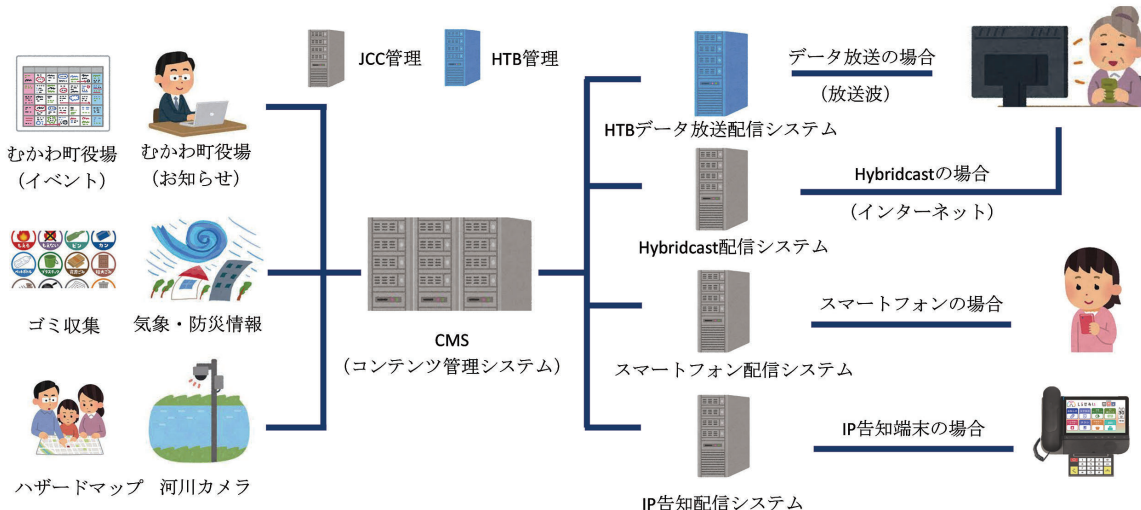 JCC管理
HTB管理
むかわ町役場
(イベント)
むかわ町役場
(お知らせ)
ゴミ収集
気象・防災情報
ハザードマップ
河川カメラ
CMS
(コンテンツ管理システム)
HTBデータ放送配信システム
データ放送の場合
(放送波)
Hybridcast配信システム
Hybridcastの場合
(インターネット)
スマートフォン配信システム
スマートフォンの場合
IP告知配信システム
IP告知端末の場合